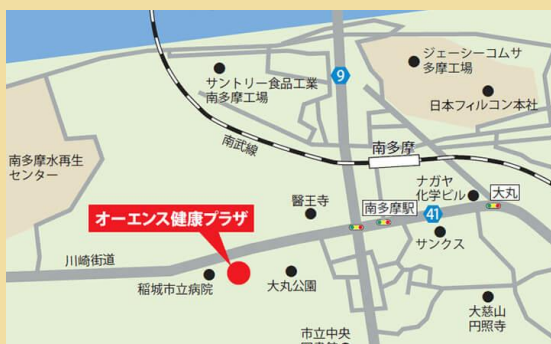 ジェーシーコムサ
多摩工場
サントリー食品工業
南多摩工場
9
日本フィルコン本社
南武線
南多摩
南多摩水再生
センター
ナガヤ
化学ビル
大丸
醫王寺
南多摩駅
41
オーエンス健康プラザ
サンクス
川崎街道
稲城市立病院
大丸公園
大慈山
円照寺
市立中央